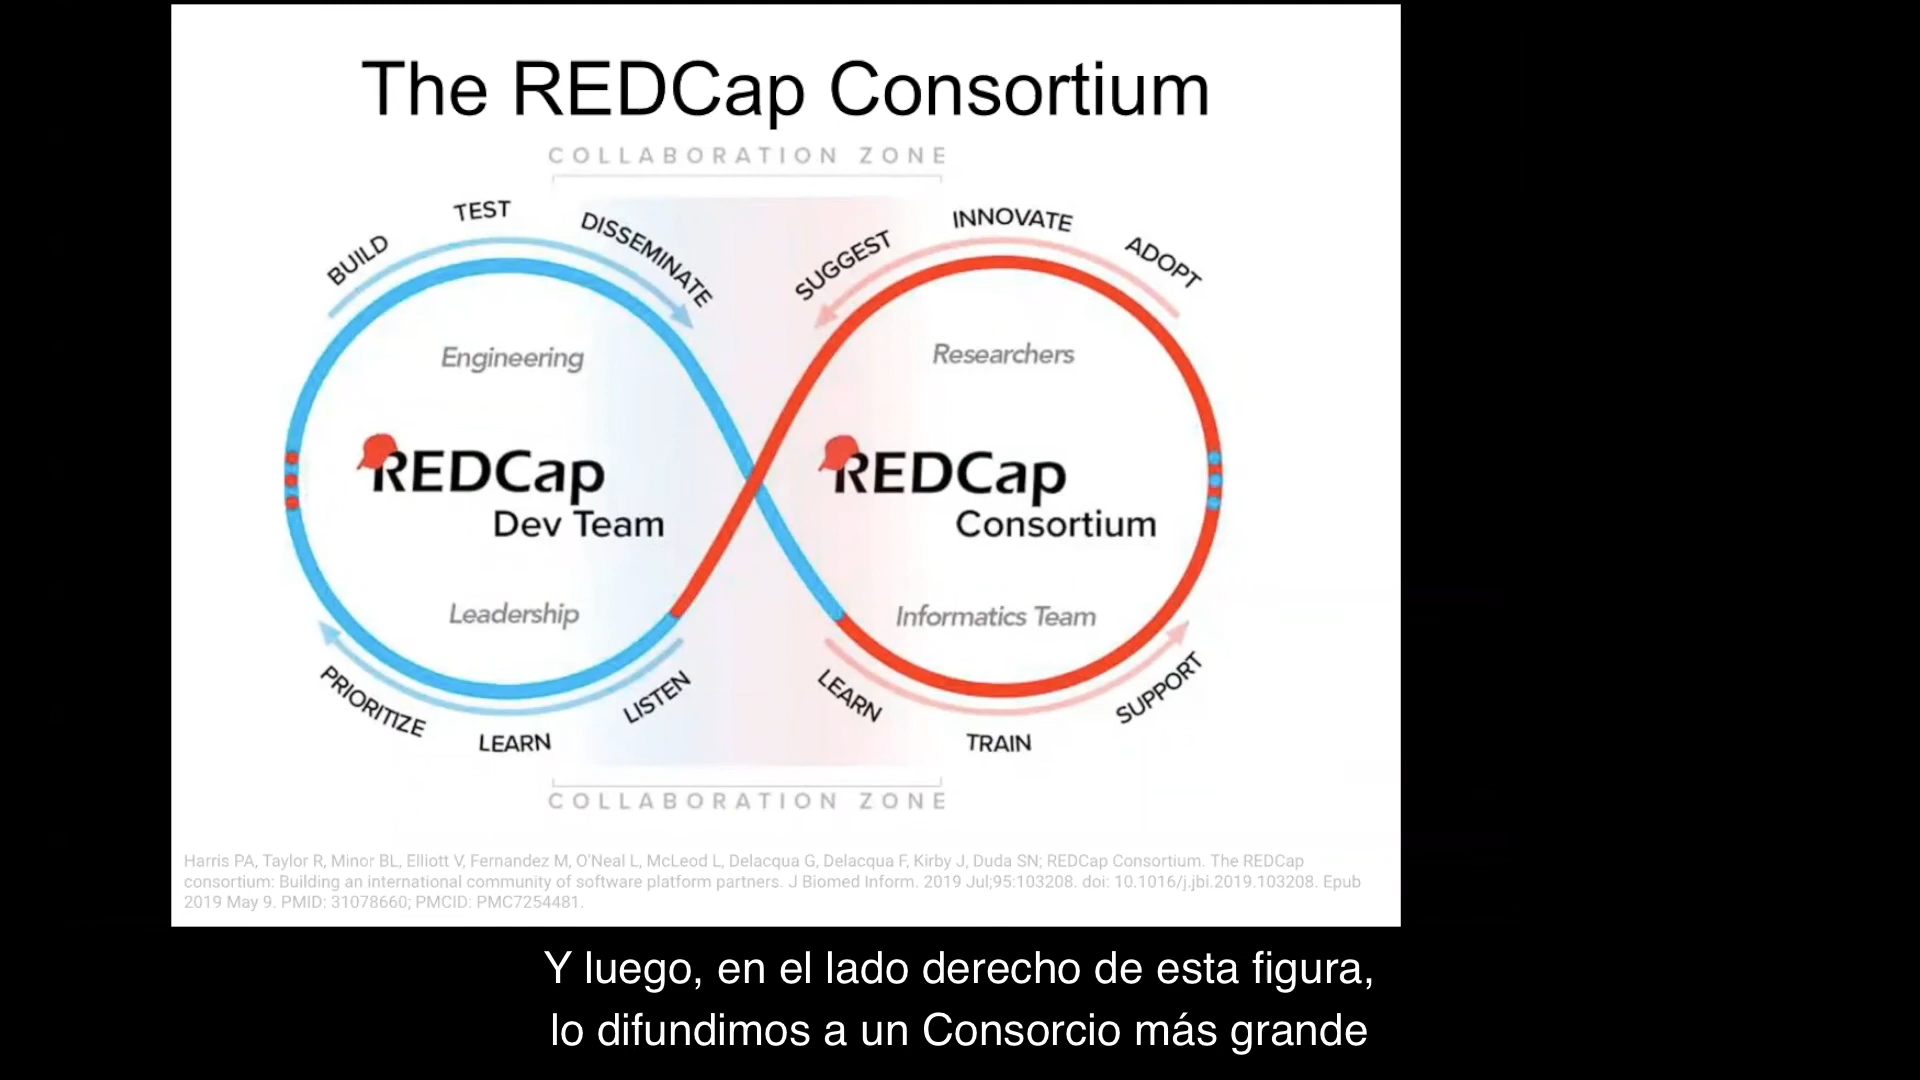 The REDCap Consortium
COLLABORATION ZONE
BUILD
TEST
DISSEMINATE
SUGGEST
INNOVATE
ADOPT
Engineering
Researchers
REDCap
Dev Team
REDCap
Consortium
Leadership
Informatics Team
PRIORITIZE
LEARN
LISTEN
LEARN
TRAIN
SUPPORT
COLLABORATION ZONE
Harris PA, Taylor R, Minor BL, Elliott V, Fernandez M, O'Neal L, McLeod L, Delacqua G, Delacqua F, Kirby J, Duda SN; REDCap Consortium. The REDCap
consortium: Building an international community of software platform partners. J Biomed Inform. 2019 Jul;95:103208. doi: 10.1016/j.jbi.2019.103208. Epub
2019 May 9. PMID: 31078660; PMCID: PMC7254481.
Y luego, en el lado derecho de esta figura,
lo difundimos a un Consorcio más grande